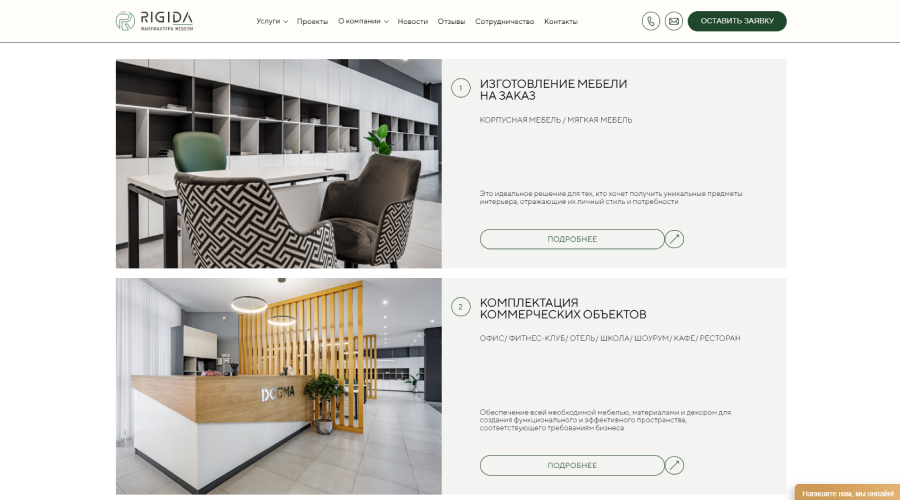 RIGIDA
МАНУФАКТУРА МЕБЕЛИ
Услуги
Проекты
О компании
Новости
Отзывы
Сотрудничество
Контакты
ОСТАВИТЬ ЗАЯВКУ
1
ИЗГОТОВЛЕНИЕ МЕБЕЛИ
НА ЗАКАЗ
КОРПУСНАЯ МЕБЕЛЬ / МЯГКАЯ МЕБЕЛЬ
Это идеальное решение для тех, кто хочет получить уникальные предметы
интерьера, отражающие их личный стиль и потребности
ПОДРОБНЕЕ
2
КОМПЛЕКТАЦИЯ
КОММЕРЧЕСКИХ ОБЪЕКТОВ
ОФИС/ ФИТНЕС-КЛУБ/ ОТЕЛЬ/ ШКОЛА/ ШОУРУМ/ КАФЕ/ РЕСТОРАН
Обеспечение всей необходимой мебелью, материалами и декором для
создания функционального и эффективного пространства,
соответствующего требованиям бизнеса
ПОДРОБНЕЕ
Напишите нам, мы онлайн!